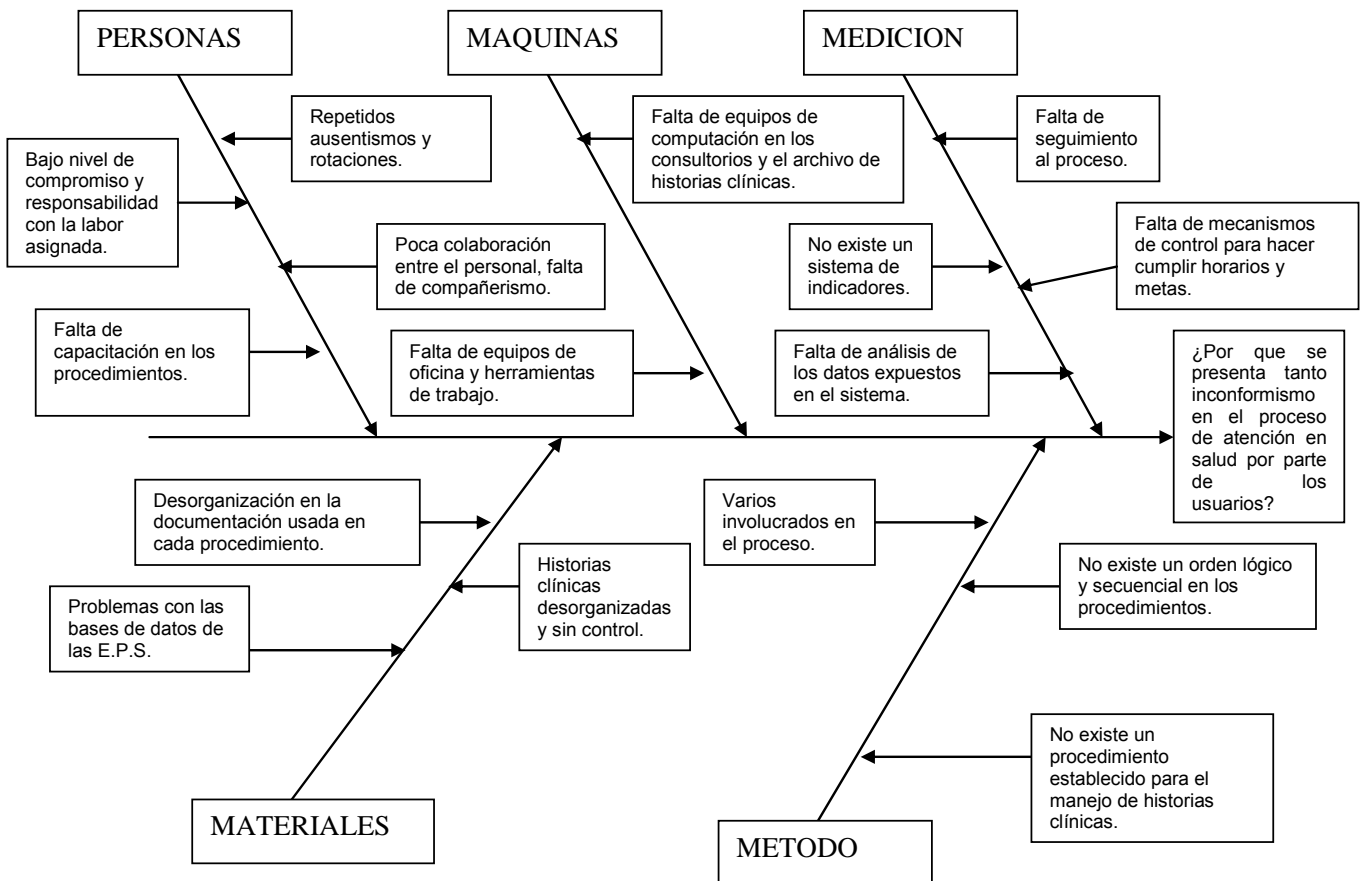 PERSONAS
MAQUINAS
MEDICION
Repetidos
ausentismos y
rotaciones.
Bajo nivel de
compromiso y
responsabilidad
con la labor
asignada.
Poca colaboración
entre el personal, falta
de compañerismo.
Falta de
capacitación en los
procedimientos.
Falta de equipos de
computación en los
consultorios y el archivo de
historias clínicas.
Falta de equipos de
oficina y herramientas
de trabajo.
Falta de
seguimiento
al proceso.
No existe un
sistema de
indicadores.
Falta de mecanismos
de control para hacer
cumplir horarios y
metas.
Falta de análisis de
los datos expuestos
en el sistema.
¿Por que se
presenta tanto
inconformismo
en el proceso
de atención en
salud por parte
de los
usuarios?
Desorganización en la
documentación usada en
cada procedimiento.
Historias
clínicas
desorganizadas
y sin control.
Problemas con las
bases de datos de
las E.P.S.
Varios
involucrados en
el proceso.
No existe un orden lógico
y secuencial en los
procedimientos.
No existe un
procedimiento
establecido para el
manejo de historias
clínicas.
MATERIALES
METODO